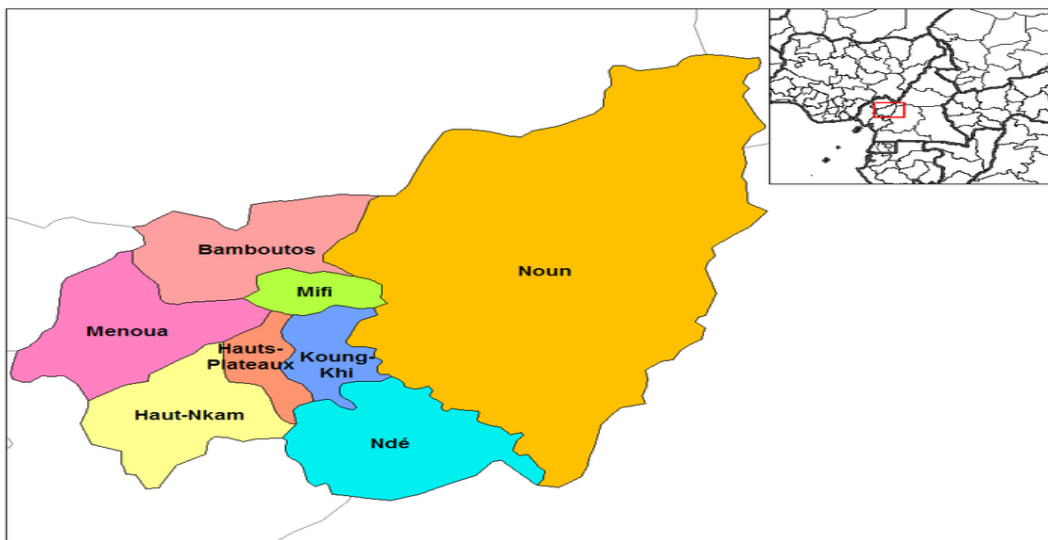 Bamboutos
Noun
Mifi
Menoua
Hauts-
Plateaux
Koung-
Khi
Haut-Nkam
Ndé